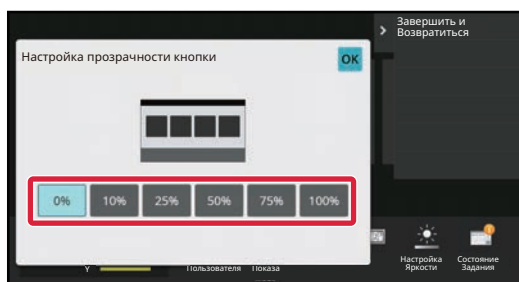 Завершить и
Возвратиться
Настройка прозрачности кнопки
OK
0%
10%
25%
50%
75%
100%
Y
Пользователя
Показа
Настройка
Яркости
Состояние
Задания